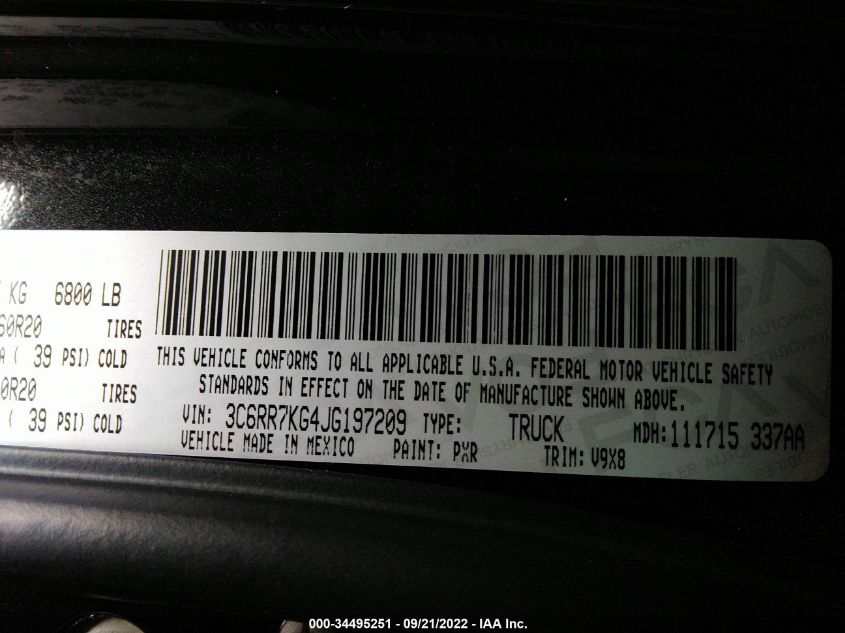 KG 6800 LB
60R20 TIRES
( 39 PSI) COLD
0R20 TIRES
( 39 PSI) COLD
THIS VEHICLE CONFORMS TO ALL APPLICABLE U.S.A. FEDERAL MOTOR VEHICLE SAFETY
STANDARDS IN EFFECT ON THE DATE OF MANUFACTURE SHOWN ABOVE.
VIN: 3C6RR7KG4JG197209 TYPE: TRUCK MDH: 111715 337AA
VEHICLE MADE IN MEXICO PAINT: PXR TRIM: V9X8
000-34495251 - 09/21/2022 - IAA Inc.